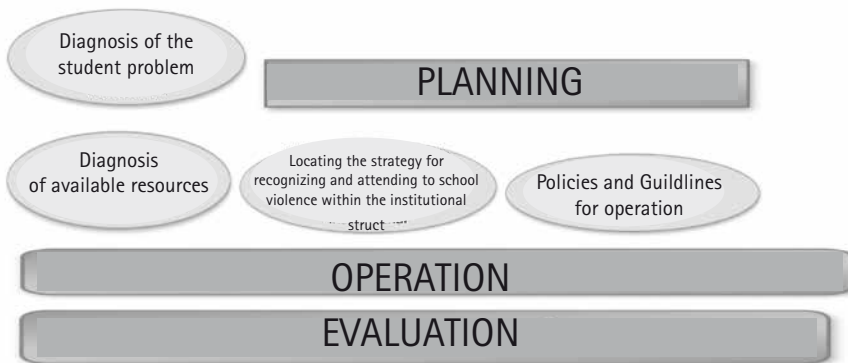 Diagnosis of the
student problem
PLANNING
Diagnosis
of available resources
Locating the strategy for
recognizing and attending to school
violence within the institutional
Policies and Guildlines
for operation
OPERATION
EVALUATION